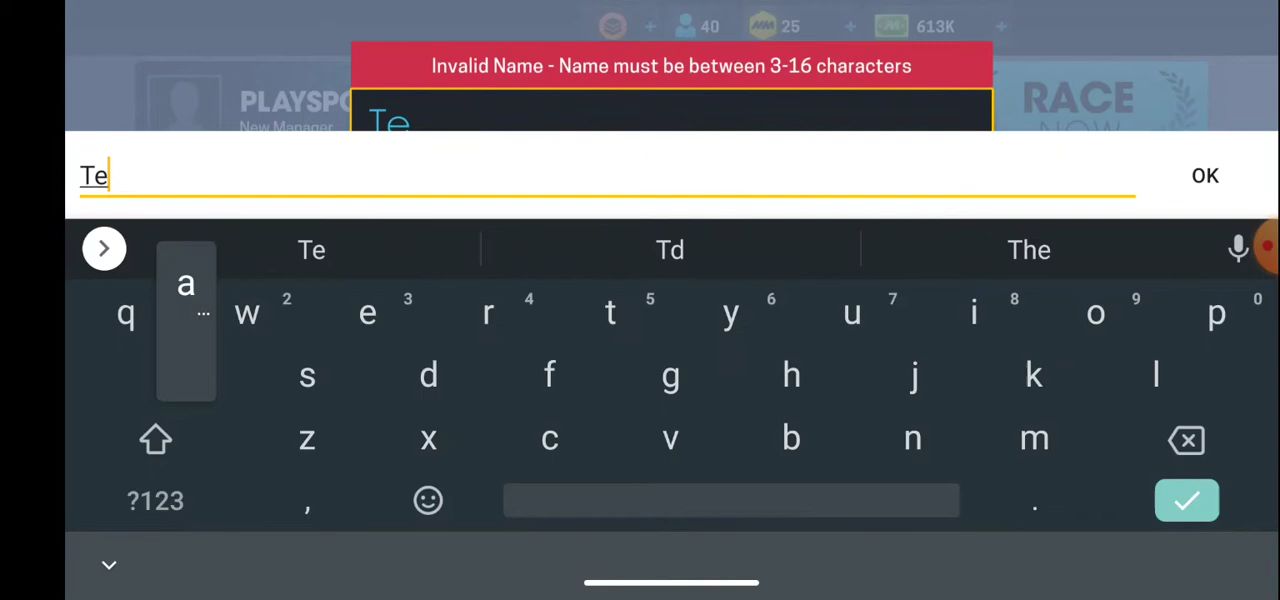 + 40 25 + 613K +
Invalid Name - Name must be between 3-16 characters
PLAYSPO
New Manager
Te
RACE
NOW
Te
OK
Te Td The
q w 2 e 3 r 4 t 5 y 6 u 7 i 8 o 9 p 0
a ... s d f g h j k l
z x c v b n m
?123 , .